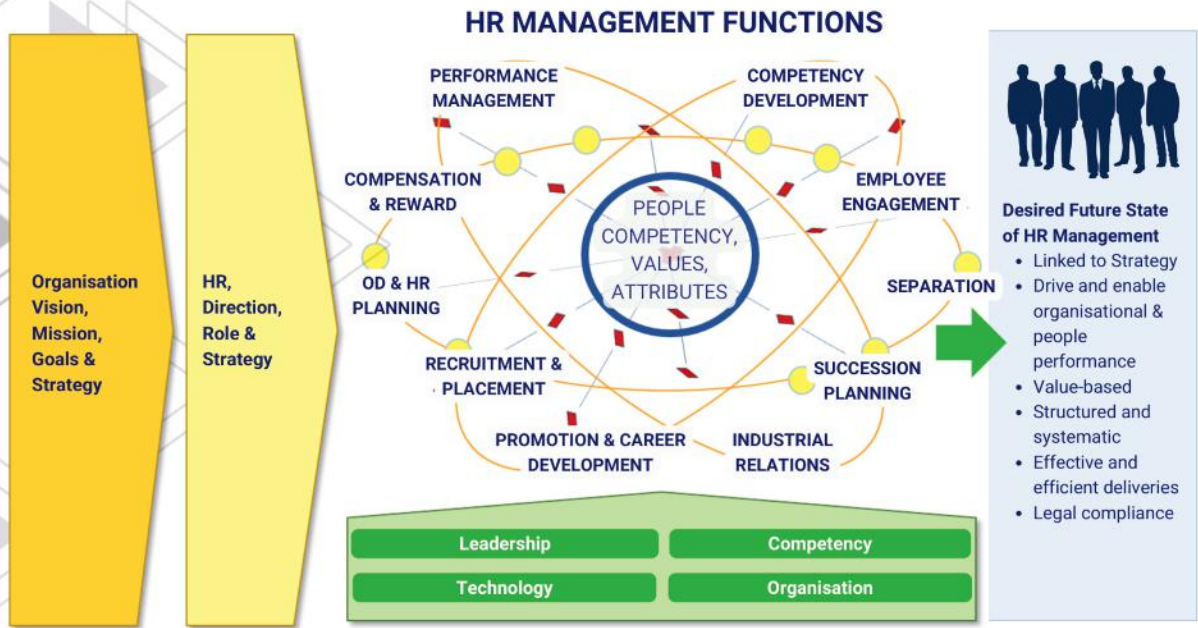 HR MANAGEMENT FUNCTIONS
Organisation
Vision,
Mission,
Goals &
Strategy
HR,
Direction,
Role &
Strategy
PERFORMANCE
MANAGEMENT
COMPETENCY
DEVELOPMENT
COMPENSATION
& REWARD
EMPLOYEE
ENGAGEMENT
PEOPLE
COMPETENCY,
VALUES,
ATTRIBUTES
OD & HR
PLANNING
SEPARATION
RECRUITMENT &
PLACEMENT
SUCCESSION
PLANNING
PROMOTION & CAREER
DEVELOPMENT
INDUSTRIAL
RELATIONS
Leadership
Competency
Technology
Organisation
Desired Future State
of HR Management
• Linked to Strategy
• Drive and enable
organisational &
people
performance
• Value-based
• Structured and
systematic
• Effective and
efficient deliveries
• Legal compliance